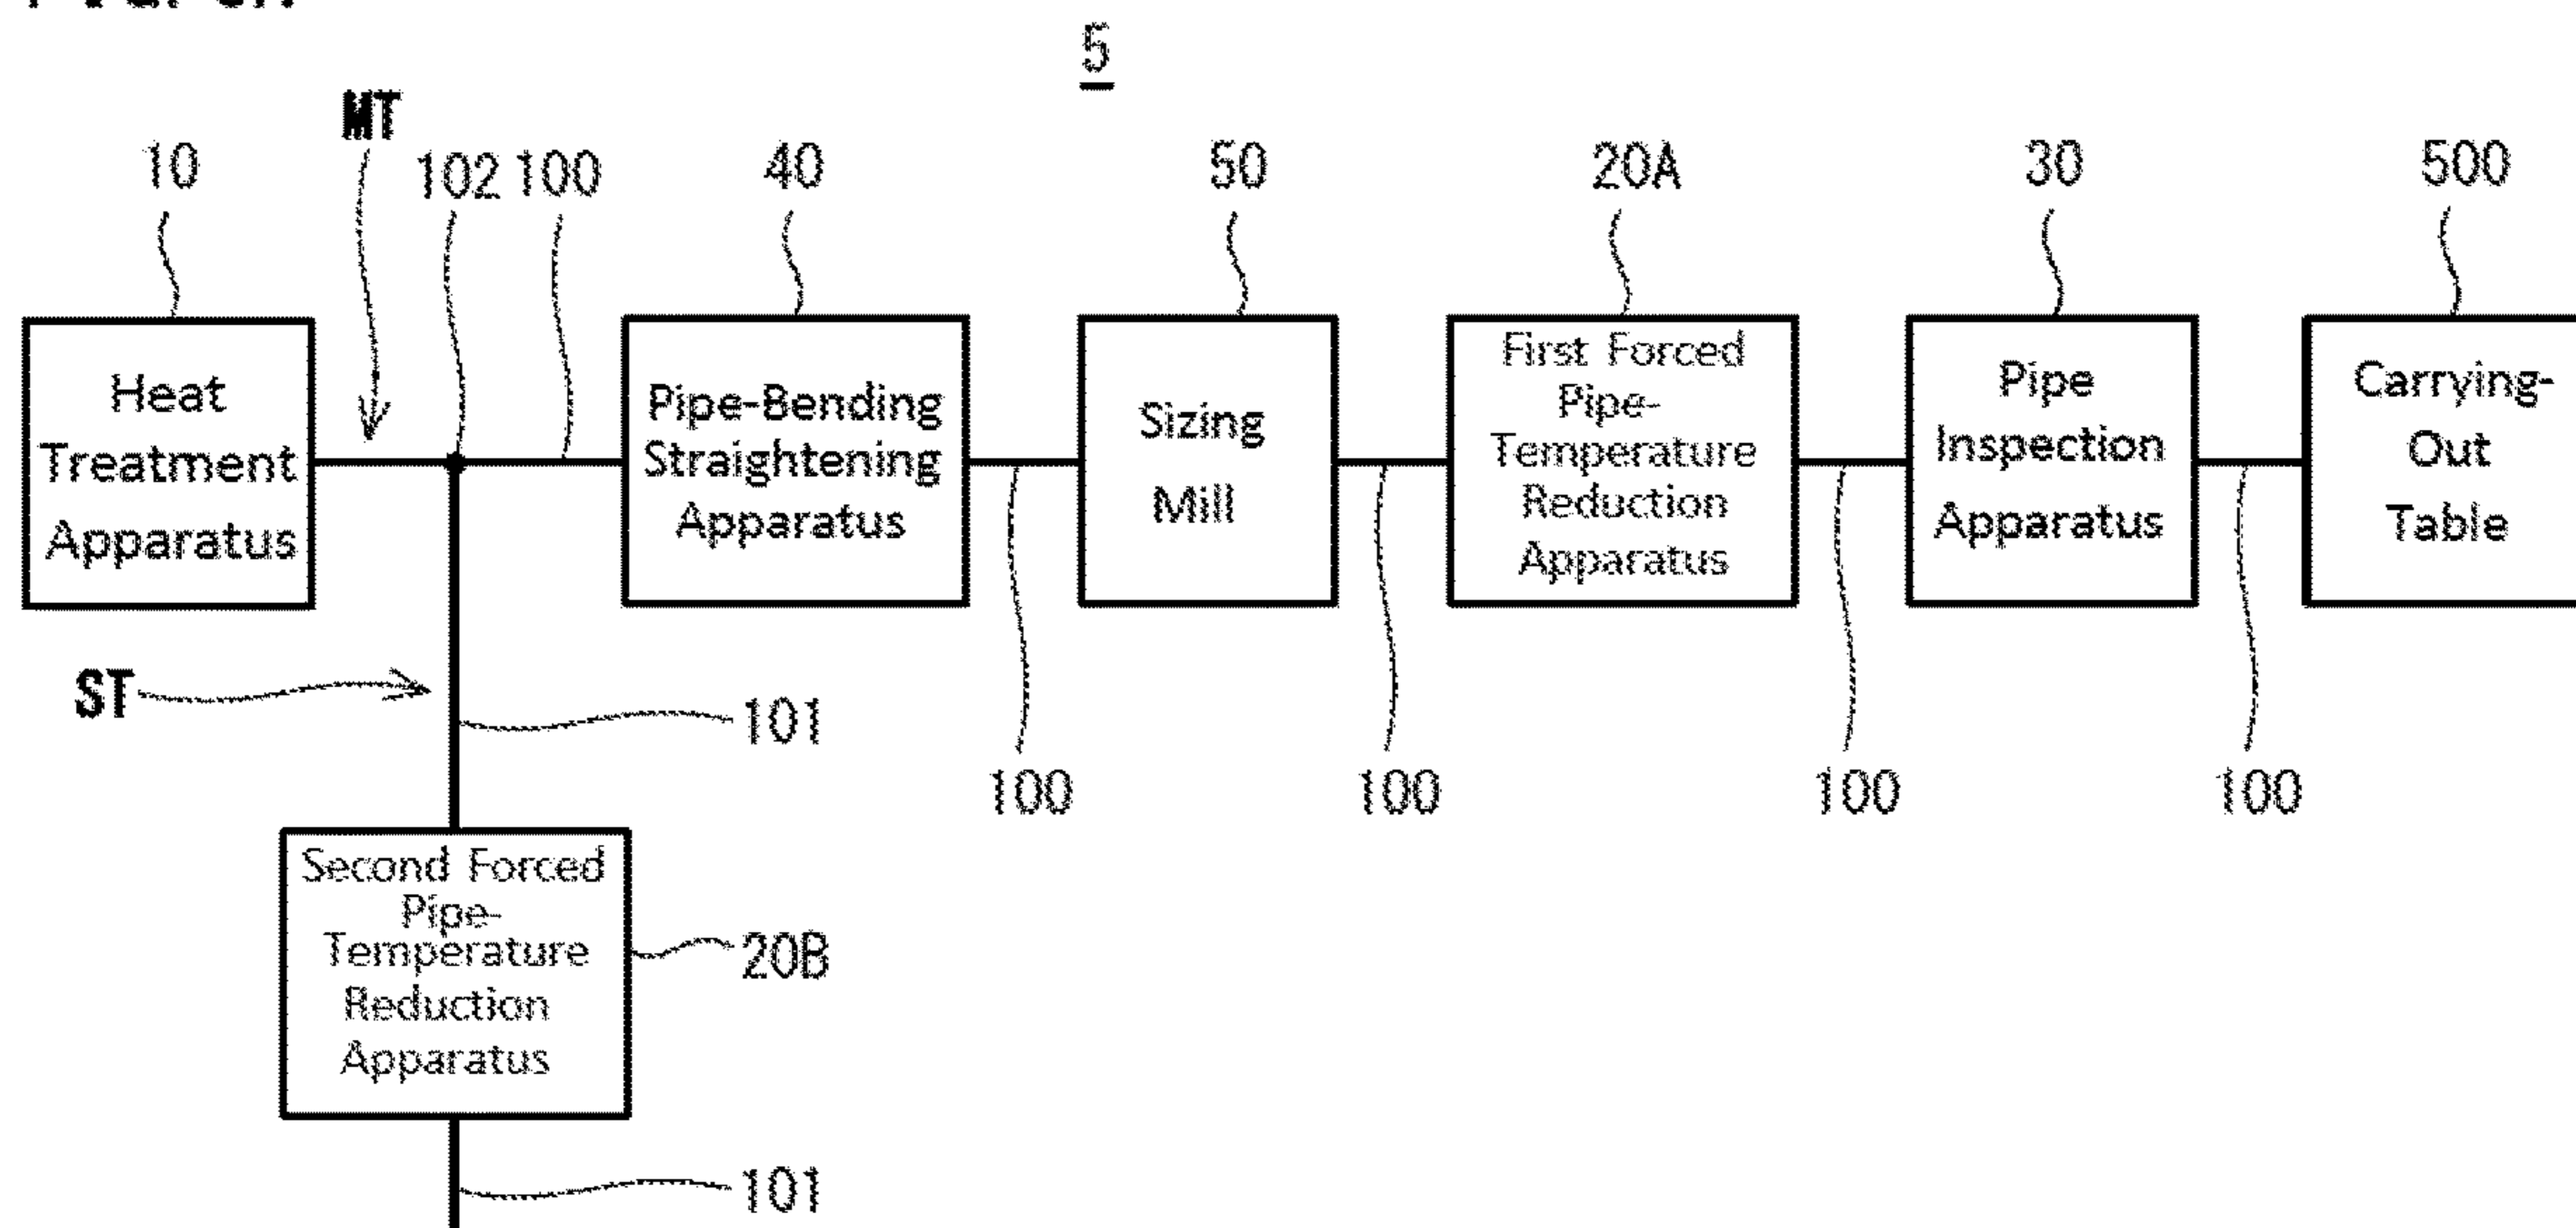 5
MT
10
102 100
40
50
20A
30
500
Heat
Treatment
Apparatus
Pipe-Bending
Straightening
Apparatus
Sizing
Mill
First Forced
Pipe-
Temperature
Reduction
Apparatus
Pipe
Inspection
Apparatus
Carrying-
Out
Table
ST
101
100
100
100
100
Second Forced
Pipe-
Temperature
Reduction
Apparatus
20B
101